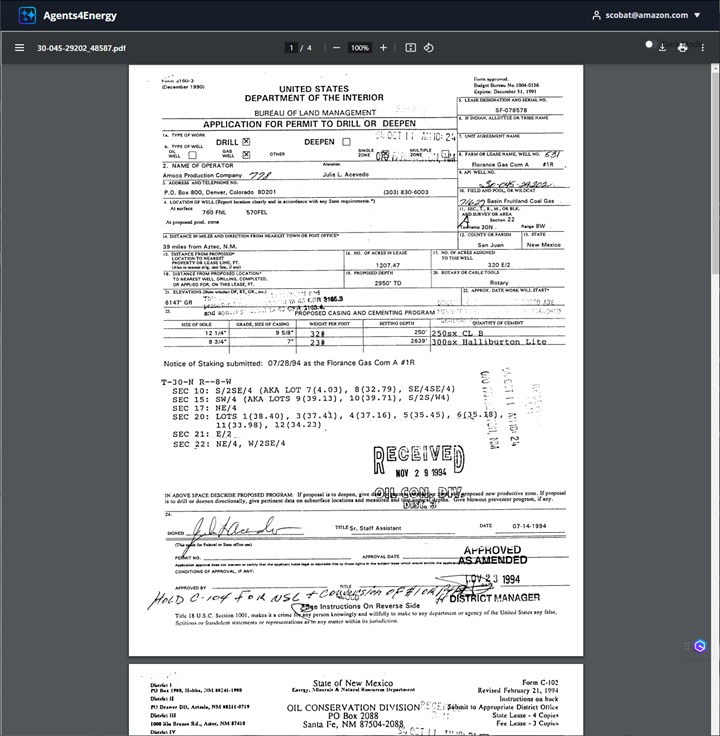 Agents4Energy
scobat@amazon.com
30-045-29202_48587.pdf
1 / 4
100%
Form 3160-3
(December 1990)
UNITED STATES
DEPARTMENT OF THE INTERIOR
BUREAU OF LAND MANAGEMENT
APPLICATION FOR PERMIT TO DRILL OR DEEPEN
Form approved.
Budget Bureau No. 1004-0136
Expires: December 31, 1991
5. LEASE DESIGNATION AND SERIAL NO.
SF-078578
6. IF INDIAN, ALLOTTEE OR TRIBE NAME
1a. TYPE OF WORK
DRILL ☒ DEEPEN ☐
b. TYPE OF WELL
OIL WELL ☐ GAS WELL ☒ OTHER SINGLE ZONE MULTIPLE ZONE
7. UNIT AGREEMENT NAME
8. FARM OR LEASE NAME, WELL NO.
Florance Gas Com A #1R
2. NAME OF OPERATOR
Attention:
Amoco Production Company 778 Julie L. Acevedo
9. API WELL NO.
30-045-29202
3. ADDRESS AND TELEPHONE NO.
P.O. Box 800, Denver, Colorado 80201 (303) 830-6003
10. FIELD AND POOL, OR WILDCAT
71629 Basin Fruitland Coal Gas
4. LOCATION OF WELL (Report location clearly and in accordance with any State requirements.*)
At surface
760 FNL 570FEL
At proposed prod. zone
11. SEC., T., R., M., OR BLK.
AND SURVEY OR AREA
A Section 22
Township 30N Range 8W
14. DISTANCE IN MILES AND DIRECTION FROM NEAREST TOWN OR POST OFFICE*
39 miles from Aztec, N.M.
12. COUNTY OR PARISH
San Juan
13. STATE
New Mexico
15. DISTANCE FROM PROPOSED*
LOCATION TO NEAREST
PROPERTY OR LEASE LINE, FT.
(Also to nearest drig. unit line, if any)
16. NO. OF ACRES IN LEASE
1207.47
17. NO. OF ACRES ASSIGNED
TO THIS WELL
320 E/2
18. DISTANCE FROM PROPOSED LOCATION*
TO NEAREST WELL, DRILLING, COMPLETED,
OR APPLIED FOR, ON THIS LEASE, FT.
19. PROPOSED DEPTH
2950' TD
20. ROTARY OR CABLE TOOLS
Rotary
21. ELEVATIONS (Show whether DF, RT, GR, etc.)
6147' GR
22. APPROX. DATE WORK WILL START*
23. PROPOSED CASING AND CEMENTING PROGRAM
SIZE OF HOLE GRADE, SIZE OF CASING WEIGHT PER FOOT SETTING DEPTH QUANTITY OF CEMENT
12 1/4" 9 5/8" 32# 250' 250sx CL B
8 3/4" 7" 23# 2639' 300sx Halliburton Lite
Notice of Staking submitted: 07/28/94 as the Florance Gas Com A #1R
T-30-N R--8-W
SEC 10: S/2SE/4 (AKA LOT 7(4.03), 8(32.79), SE/4SE/4)
SEC 15: SW/4 (AKA LOTS 9(39.13), 10(39.71), S/2S/W4)
SEC 17: NE/4
SEC 20: LOTS 1(38.40), 3(37.41), 4(37.16), 5(35.45), 6(35.18),
11(33.98), 12(34.23)
SEC 21: E/2
SEC 22: NE/4, W/2SE/4
RECEIVED
NOV 29 1994
OIL CON. DIV.
DIST. 3
IN ABOVE SPACE DESCRIBE PROPOSED PROGRAM: If proposal is to deepen, give data proposed new productive zone. If proposal
is to drill or deepen directionally, give pertinent data on subsurface locations and measured and true vertical depths. Give blowout preventer program, if any.
24.
SIGNED TITLE Sr. Staff Assistant DATE 07-14-1994
(This space for Federal or State office use)
PERMIT NO. APPROVAL DATE
Application approval does not warrant or certify that the applicant holds legal or equitable title to those rights in the subject lease which would entitle the
CONDITIONS OF APPROVAL, IF ANY:
APPROVED
AS AMENDED
NOV 23 1994
APPROVED BY TITLE
DISTRICT MANAGER
HOLD C-104 FOR NSL + Conversion of #1
*See Instructions On Reverse Side
Title 18 U.S.C. Section 1001, makes it a crime for any person knowingly and willfully to make to any department or agency of the United States any false,
fictitious or fraudulent statements or representations as to any matter within its jurisdiction.
District I
PO Box 1980, Hobbs, NM 88241-1980
District II
PO Drawer DD, Artesia, NM 88211-0719
District III
1000 Rio Brazos Rd., Aztec, NM 87410
District IV
State of New Mexico
Energy, Minerals & Natural Resources Department
OIL CONSERVATION DIVISION
PO Box 2088
Santa Fe, NM 87504-2088
Form C-102
Revised February 21, 1994
Instructions on back
Submit to Appropriate District Office
State Lease - 4 Copies
Fee Lease - 3 Copies